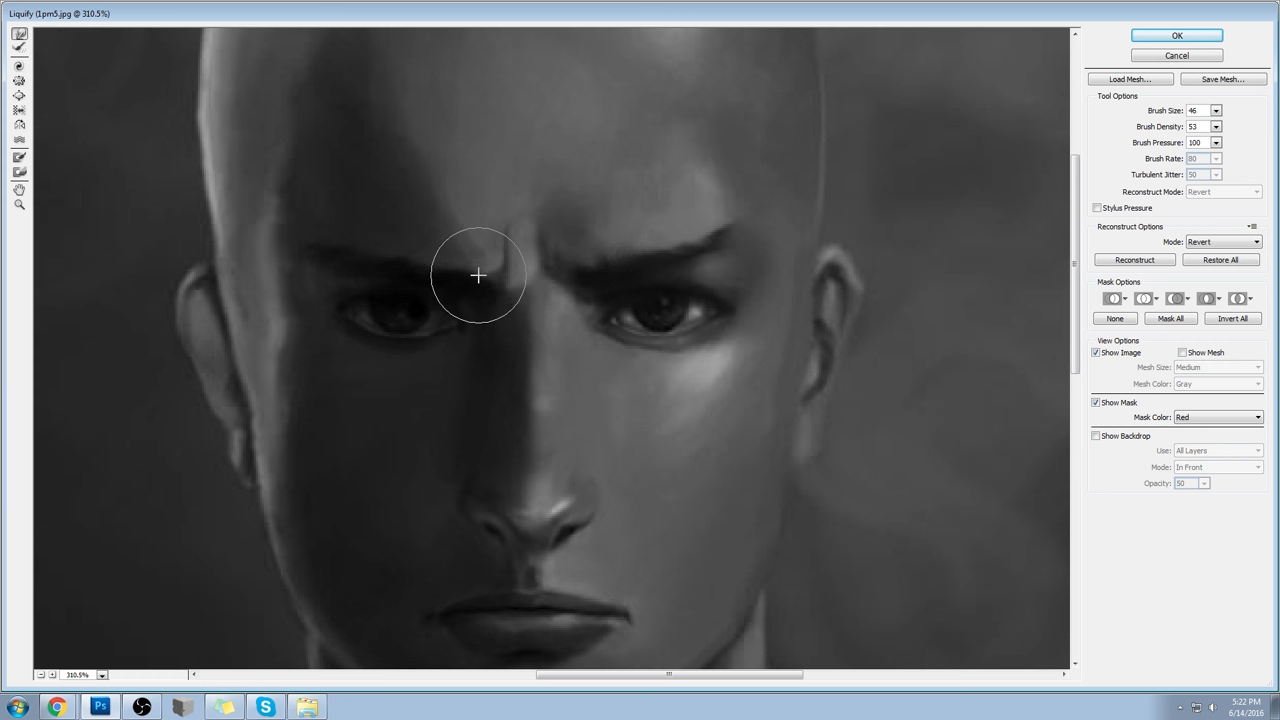 Liquify (1pm5.jpg @ 310.5%)
OK
Cancel
Load Mesh...
Save Mesh...
Tool Options
Brush Size: 46
Brush Density: 53
Brush Pressure: 100
Brush Rate: 80
Turbulent Jitter: 50
Reconstruct Mode: Revert
Stylus Pressure
Reconstruct Options
Mode: Revert
Reconstruct
Restore All
Mask Options
None
Mask All
Invert All
View Options
Show Image
Show Mesh
Mesh Size: Medium
Mesh Color: Gray
Show Mask
Mask Color: Red
Show Backdrop
Use: All Layers
Mode: In Front
Opacity: 50
310.5%
Ps
5:22 PM
6/14/2016